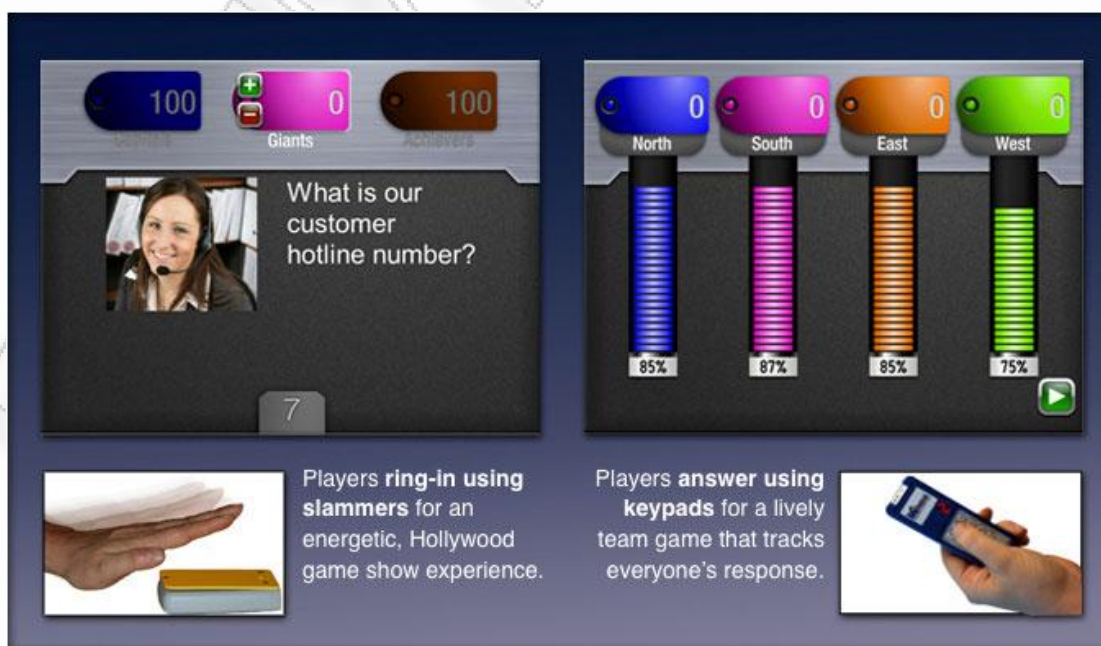 100
0
100
Giants
Achievers
What is our
customer
hotline number?
7
0
0
0
0
North
South
East
West
85%
87%
85%
75%
Players ring-in using
slammers for an
energetic, Hollywood
game show experience.
Players answer using
keypads for a lively
team game that tracks
everyone's response.